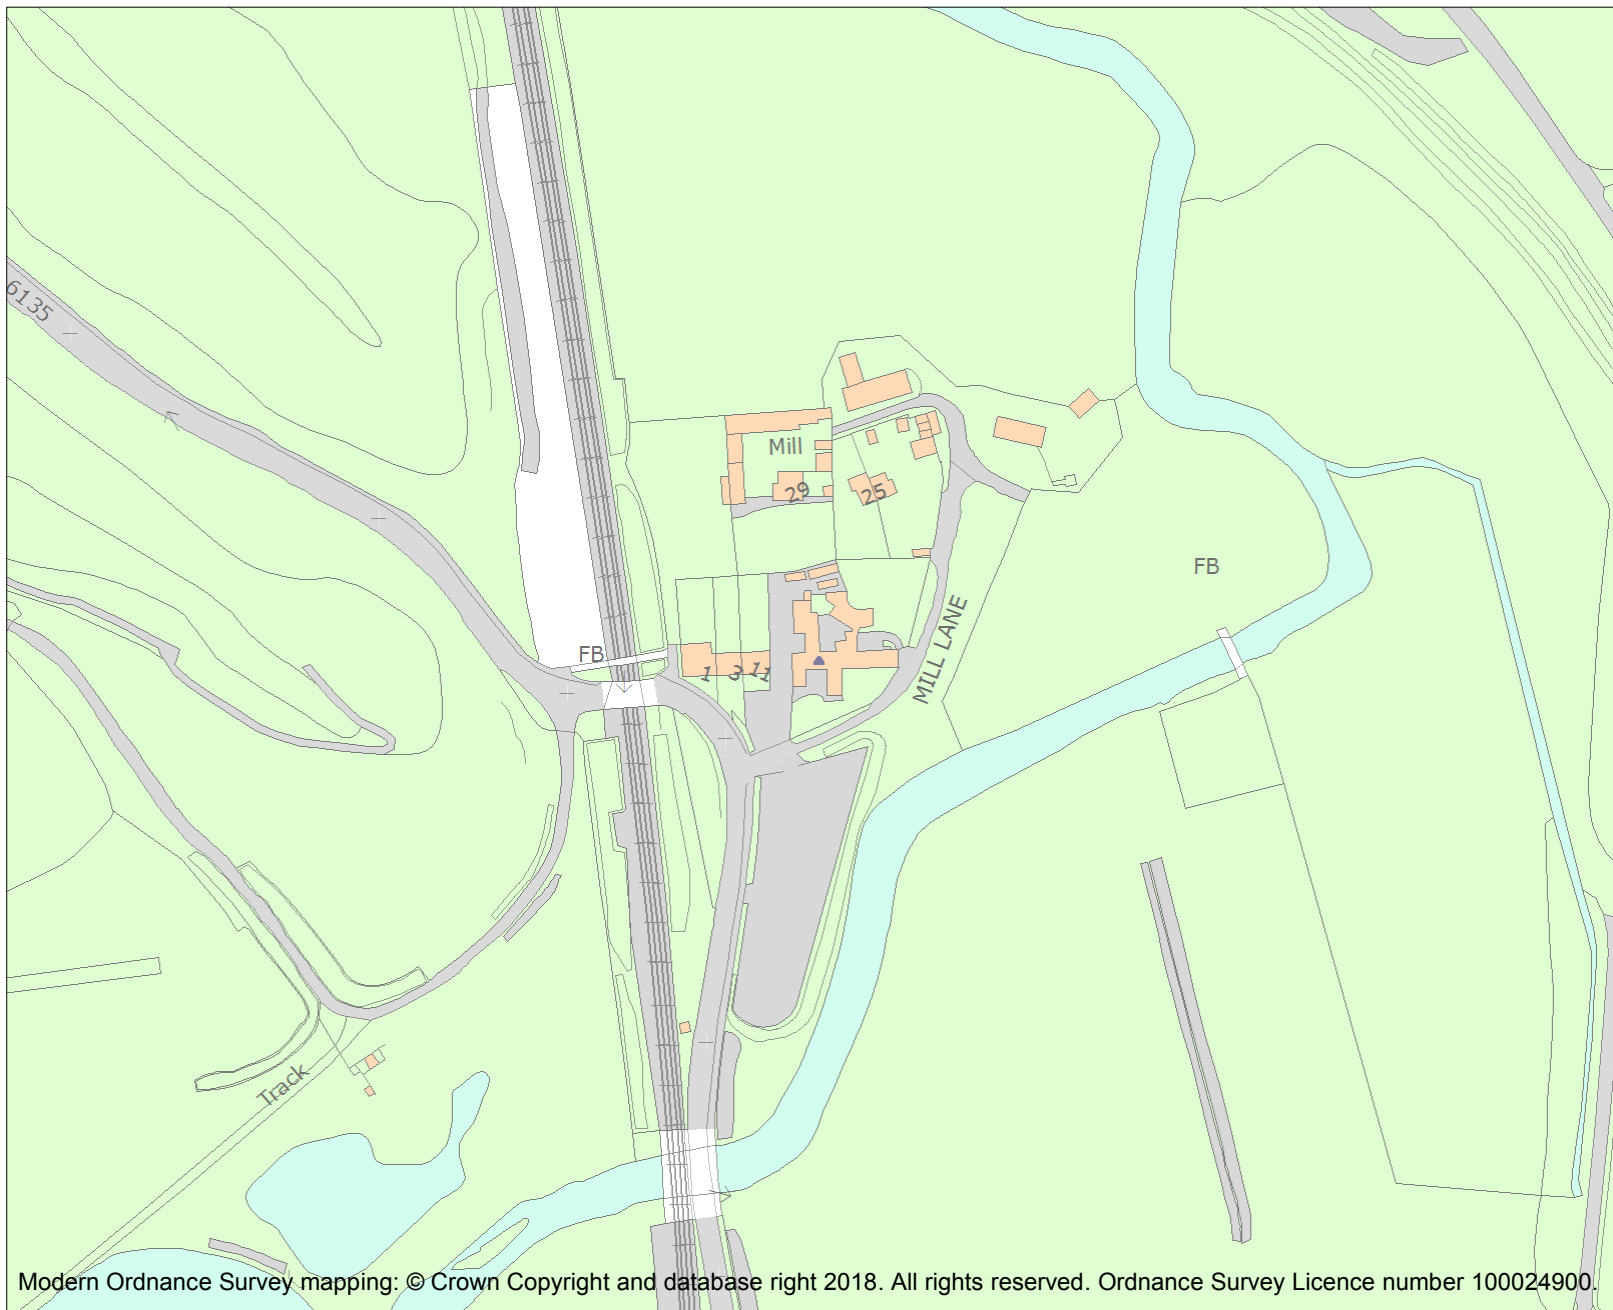 6135
Mill
29
25
FB
MILL LANE
FB
1
3
11
Track
Modern Ordnance Survey mapping: © Crown Copyright and database right 2018. All rights reserved. Ordnance Survey Licence number 100024900.